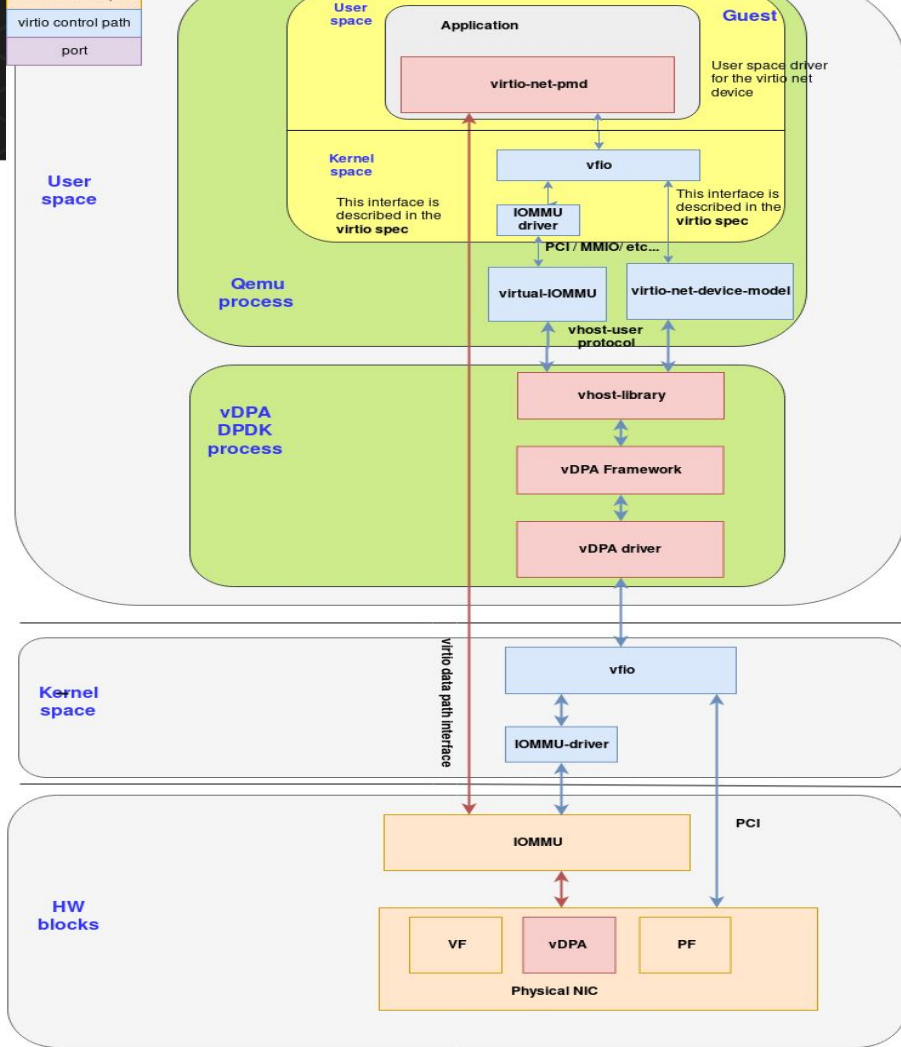 virtio control path
port
User
space
Guest
Application
virtio-net-pmd
User space driver
for the virtio net
device
Kernel
space
vfio
This interface is
described in the
virtio spec
This interface is
described in the
virtio spec
IOMMU
driver
PCI / MMIO/ etc...
User
space
Qemu
process
virtual-IOMMU
virtio-net-device-model
vhost-user
protocol
vDPA
DPDK
process
vhost-library
vDPA Framework
vDPA driver
virtio data path interface
Kernel
space
vfio
IOMMU-driver
PCI
IOMMU
HW
blocks
VF
vDPA
PF
Physical NIC